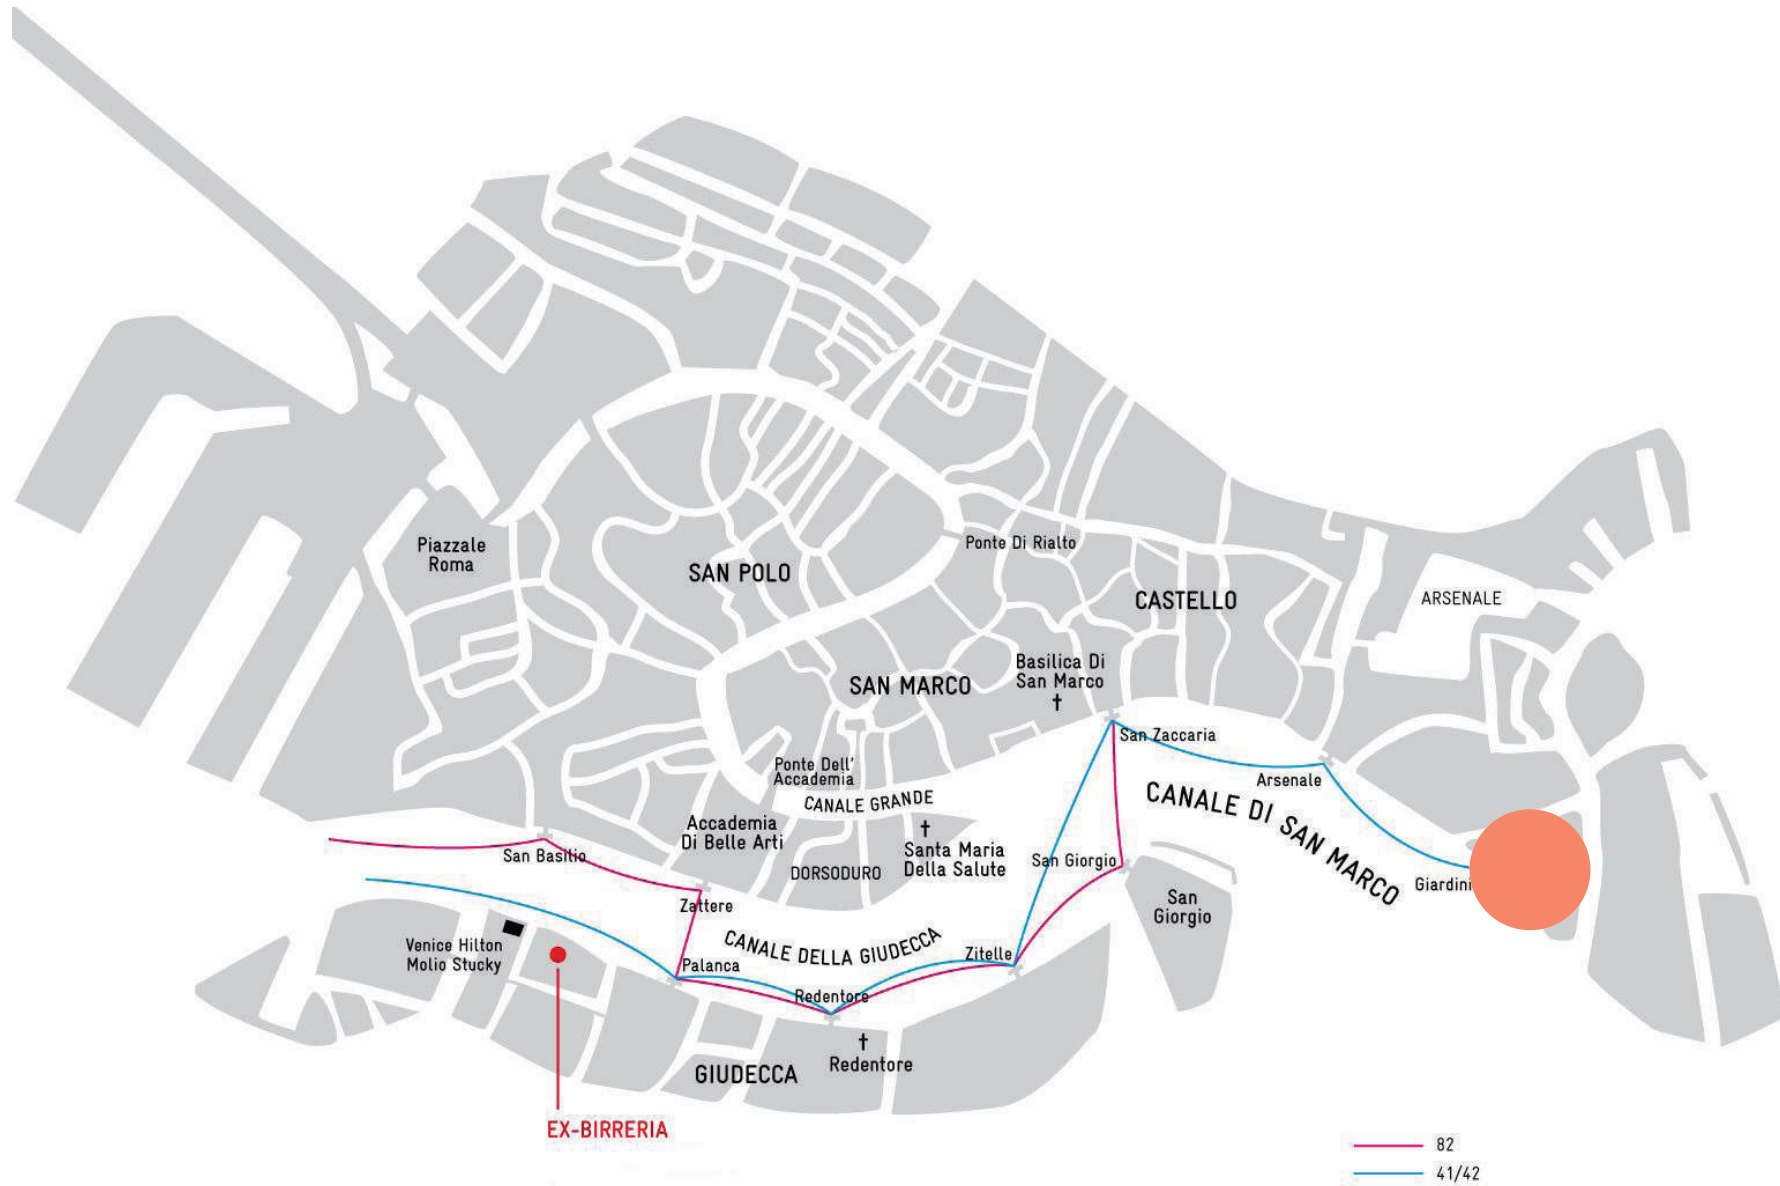 Piazzale
Roma
SAN POLO
Ponte Di Rialto
CASTELLO
ARSENALE
SAN MARCO
Basilica Di
San Marco
San Zaccaria
Arsenale
Ponte Dell'
Accademia
CANALE GRANDE
CANALE DI SAN MARCO
Accademia
Di Belle Arti
San Basilio
DORSODURO
Santa Maria
Della Salute
San Giorgio
San
Giorgio
Giardini
Zattere
Venice Hilton
Molio Stucky
CANALE DELLA GIUDECCA
Palanca
Zitelle
Redentore
Redentore
GIUDECCA
EX-BIRRERIA
82
41/42